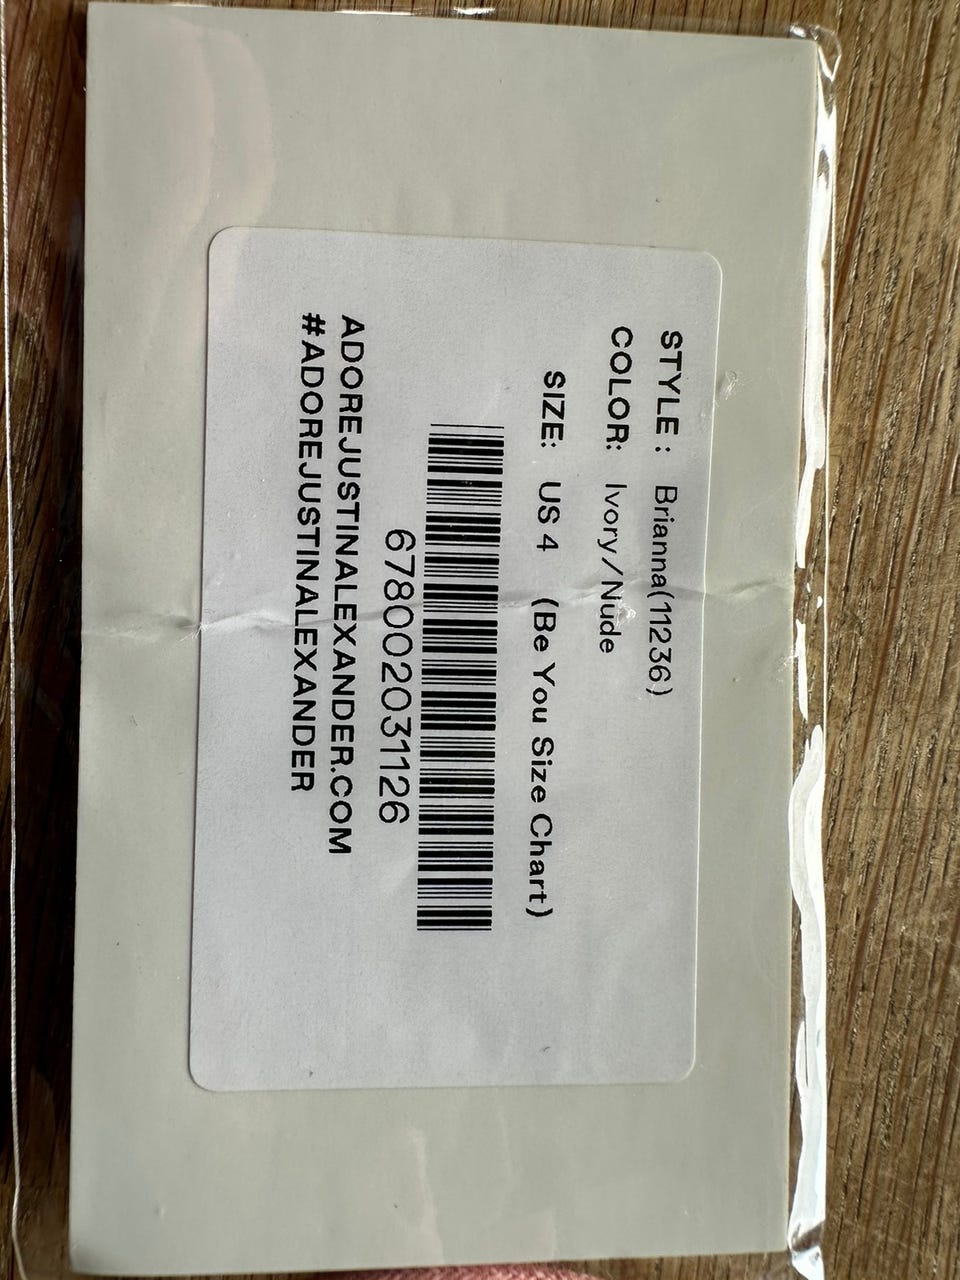 STYLE : Brianna(11236)
COLOR: Ivory/Nude
SIZE: US 4 (Be You Size Chart)
678002031126
ADOREJUSTINALEXANDER.COM
#ADOREJUSTINALEXANDER